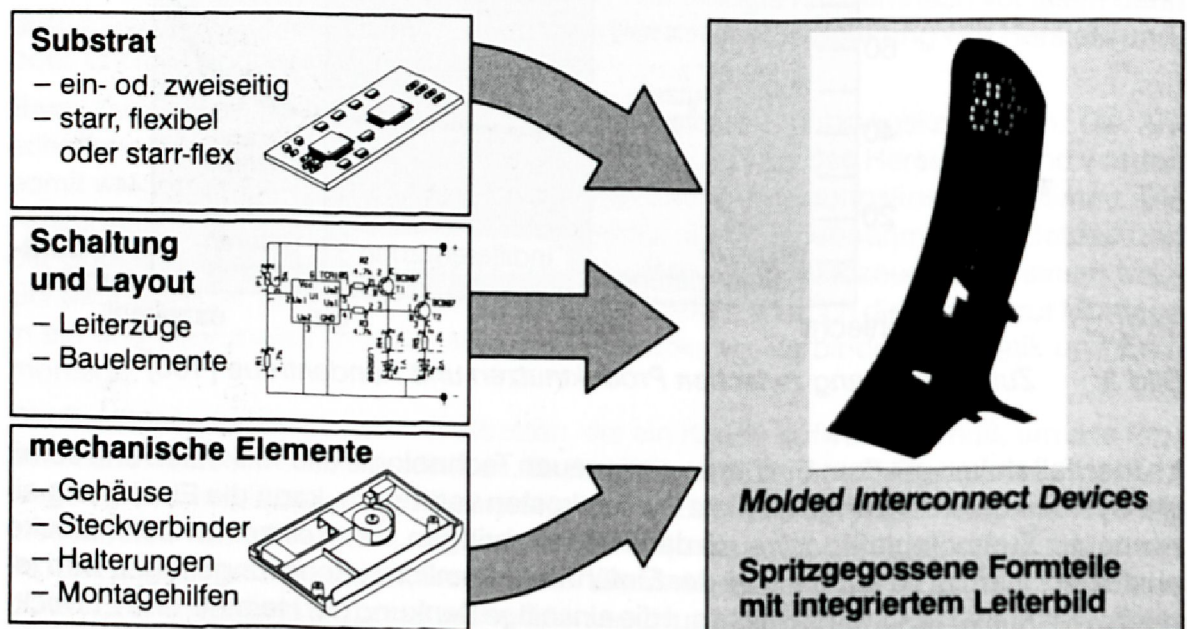 Substrat
– ein- od. zweiseitig
– starr, flexibel
oder starr-flex
Schaltung
und Layout
– Leiterzüge
– Bauelemente
mechanische Elemente
– Gehäuse
– Steckverbinder
– Halterungen
– Montagehilfen
Molded Interconnect Devices
Spritzgegossene Formteile
mit integriertem Leiterbild